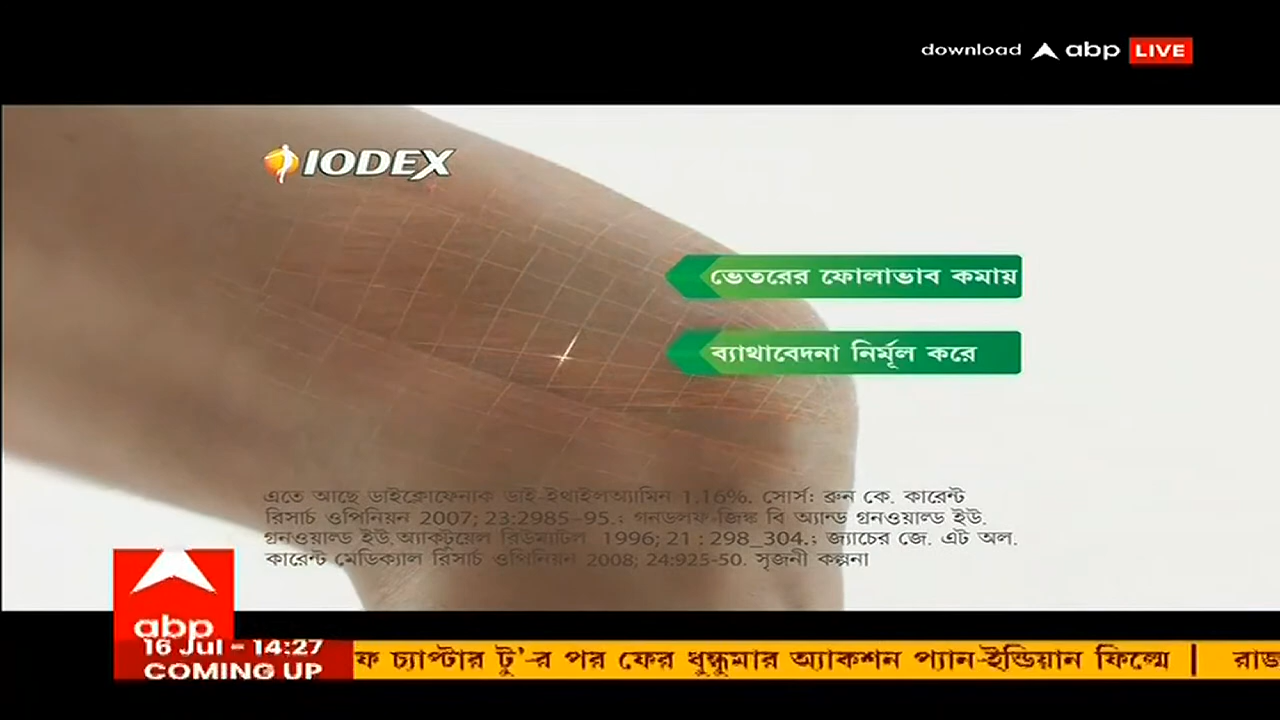 download abp LIVE
IODEX
ভেতরের ফোলাভাব কমায়
ব্যাথাবেদনা নির্মূল করে
এতে আছে ডাইক্লোফেনাক ডাই-ইথাইলঅ্যামিন 1.16%. সোর্স: ব্রুন কে. কারেন্ট
রিসার্চ ওপিনিয়ন 2007; 23:2985-95.; গনডলফ-জিঙ্ক বি অ্যান্ড গ্রনওয়াল্ড ইউ.
গ্রনওয়াল্ড ইউ.অ্যাক্টুয়েল রিউম্যাটল 1996; 21 : 298_304.; জ্যাচের জে. এট অল.
কারেন্ট মেডিক্যাল রিসার্চ ওপিনিয়ন 2008; 24:925-50. সৃজনী কল্পনা
abp
16 Jul - 14:27
COMING UP
ফ চ্যাপ্টার টু’-র পর ফের ধুন্ধুমার অ্যাকশন প্যান-ইন্ডিয়ান ফিল্মে | রাজ